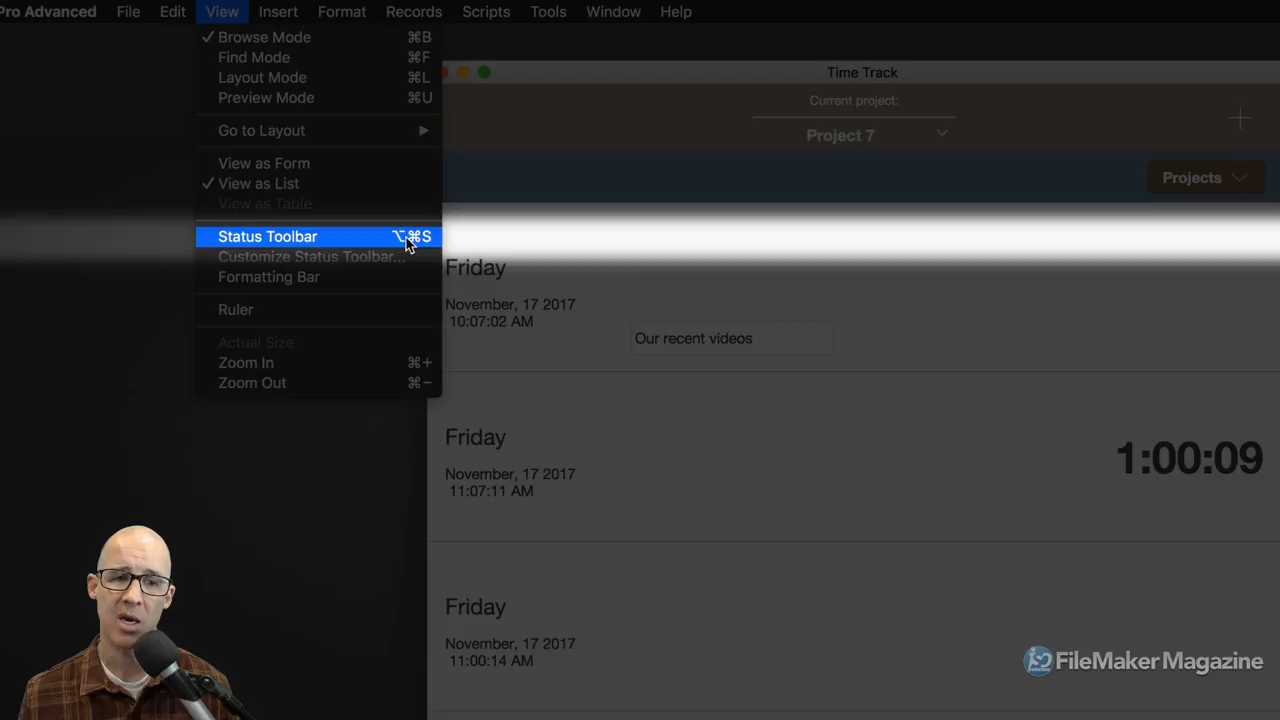 Pro Advanced File Edit View Insert Format Records Scripts Tools Window Help
✓ Browse Mode ⌘B
Find Mode ⌘F
Layout Mode ⌘L
Preview Mode ⌘U
Go to Layout ▶
View as Form
✓ View as List
View as Table
Status Toolbar ⌥⌘S
Customize Status Toolbar...
Formatting Bar
Ruler
Actual Size
Zoom In ⌘+
Zoom Out ⌘−
Time Track
Current project:
Project 7
Projects
Friday
November, 17 2017
10:07:02 AM
Our recent videos
Friday
November, 17 2017
11:07:11 AM
1:00:09
Friday
November, 17 2017
11:00:14 AM
iso FileMaker Magazine